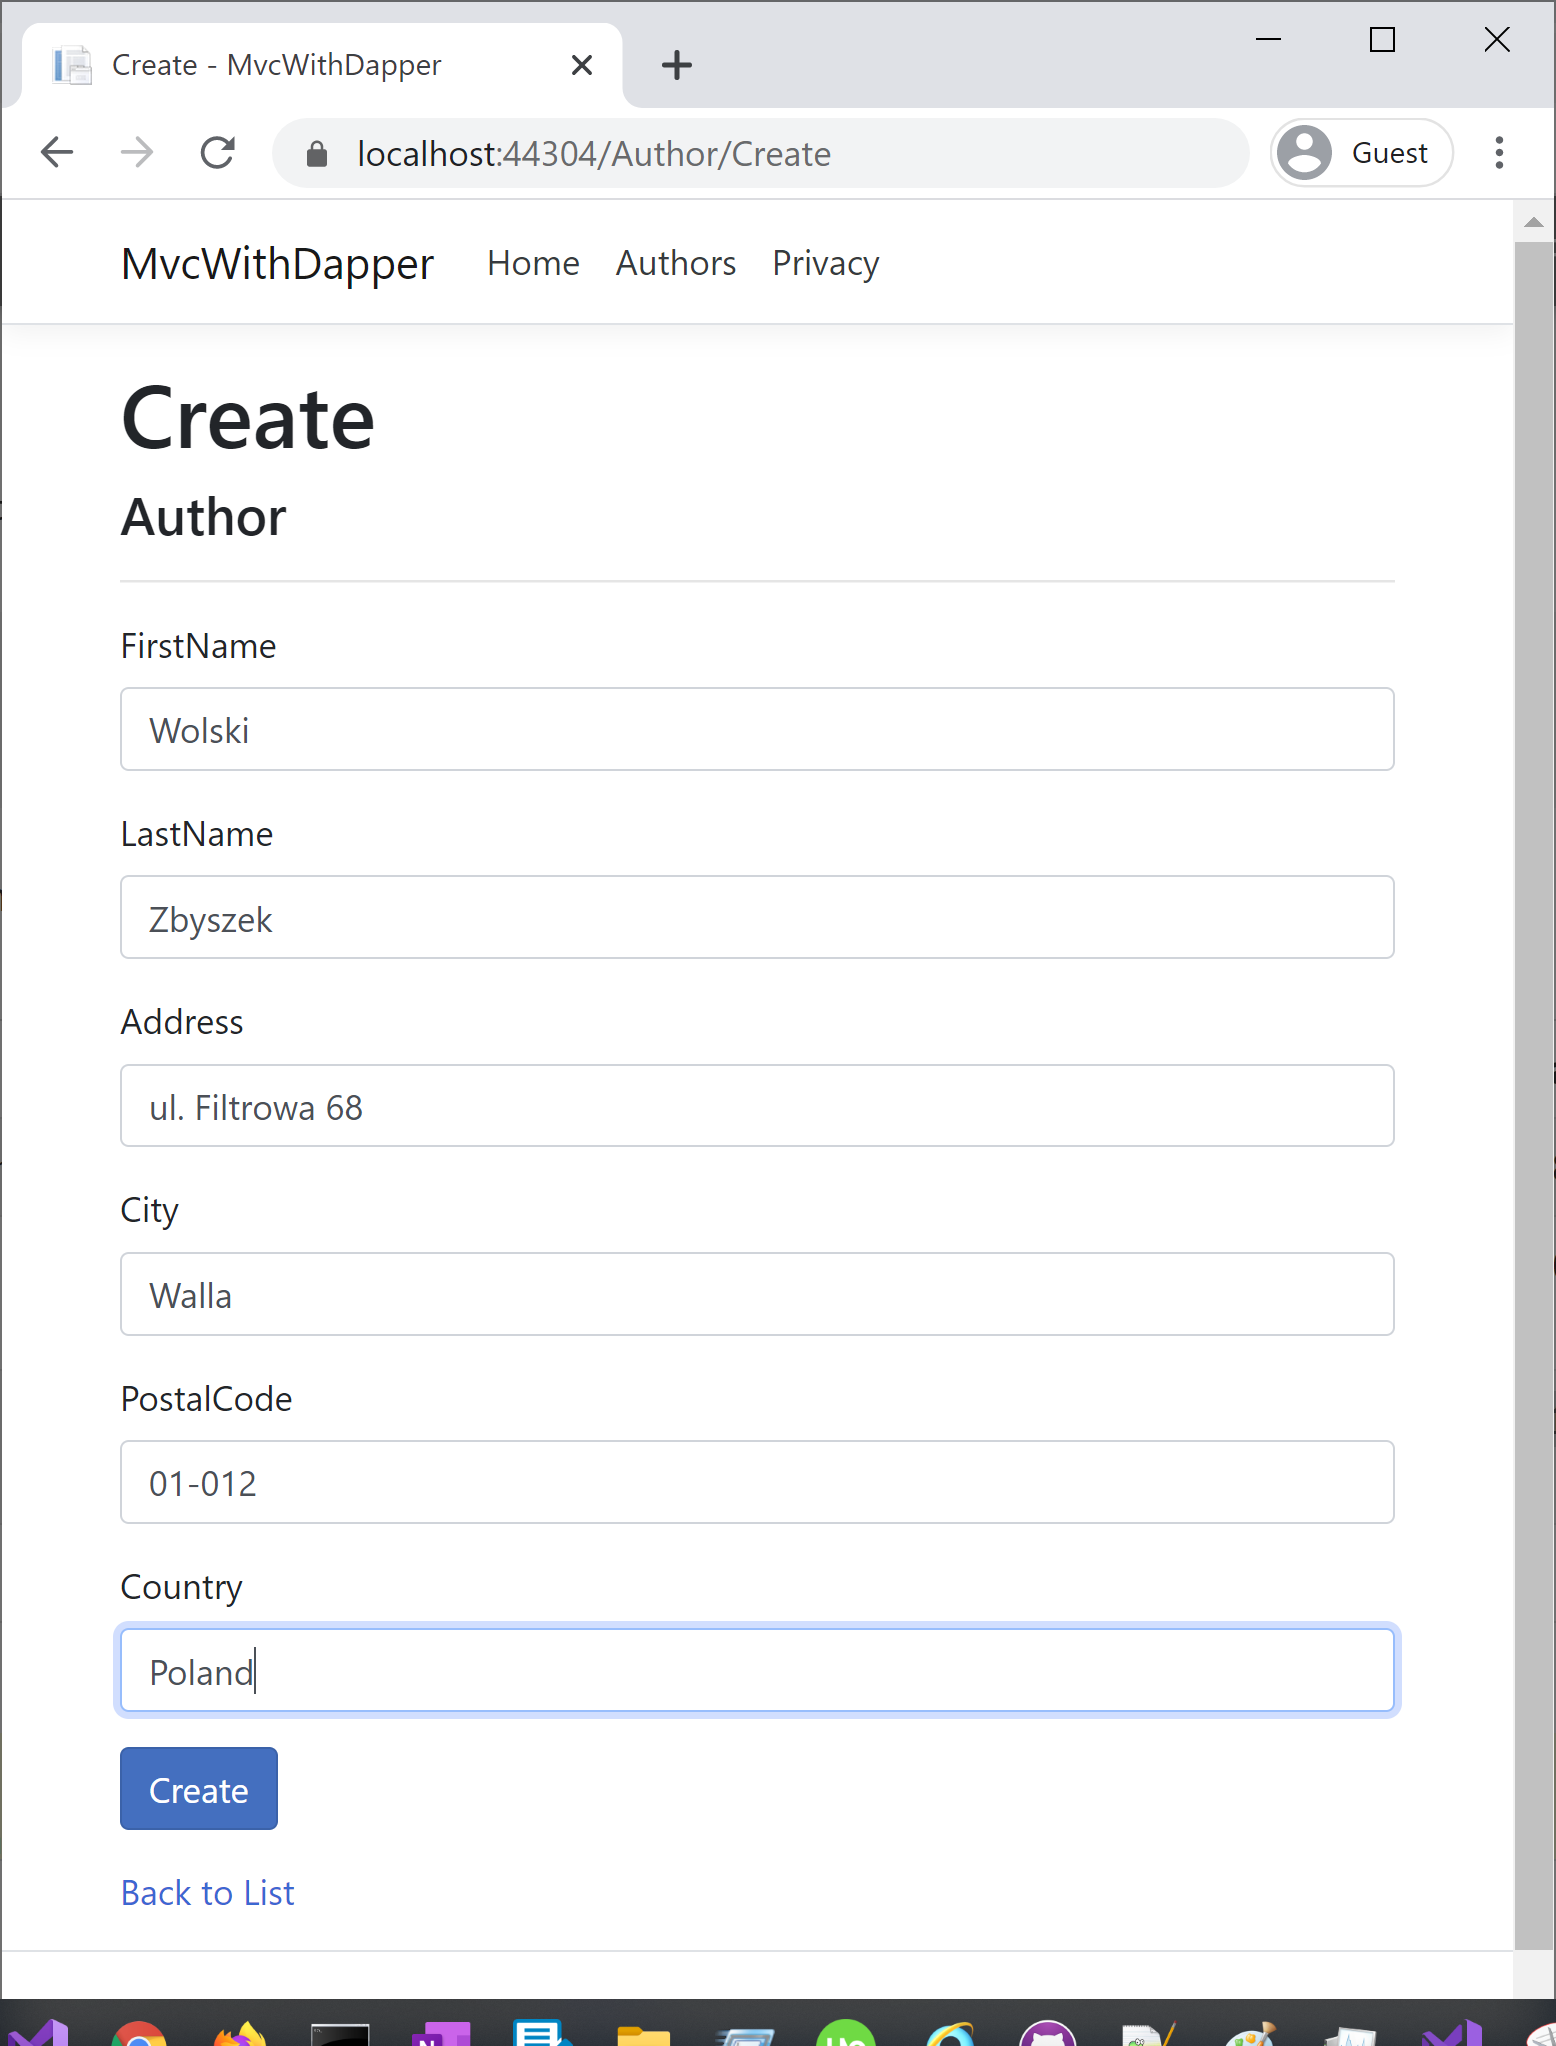 Create - MvcWithDapper
localhost:44304/Author/Create
Guest
MvcWithDapper Home Authors Privacy
Create
Author
FirstName
Wolski
LastName
Zbyszek
Address
ul. Filtrowa 68
City
Walla
PostalCode
01-012
Country
Poland
Create
Back to List